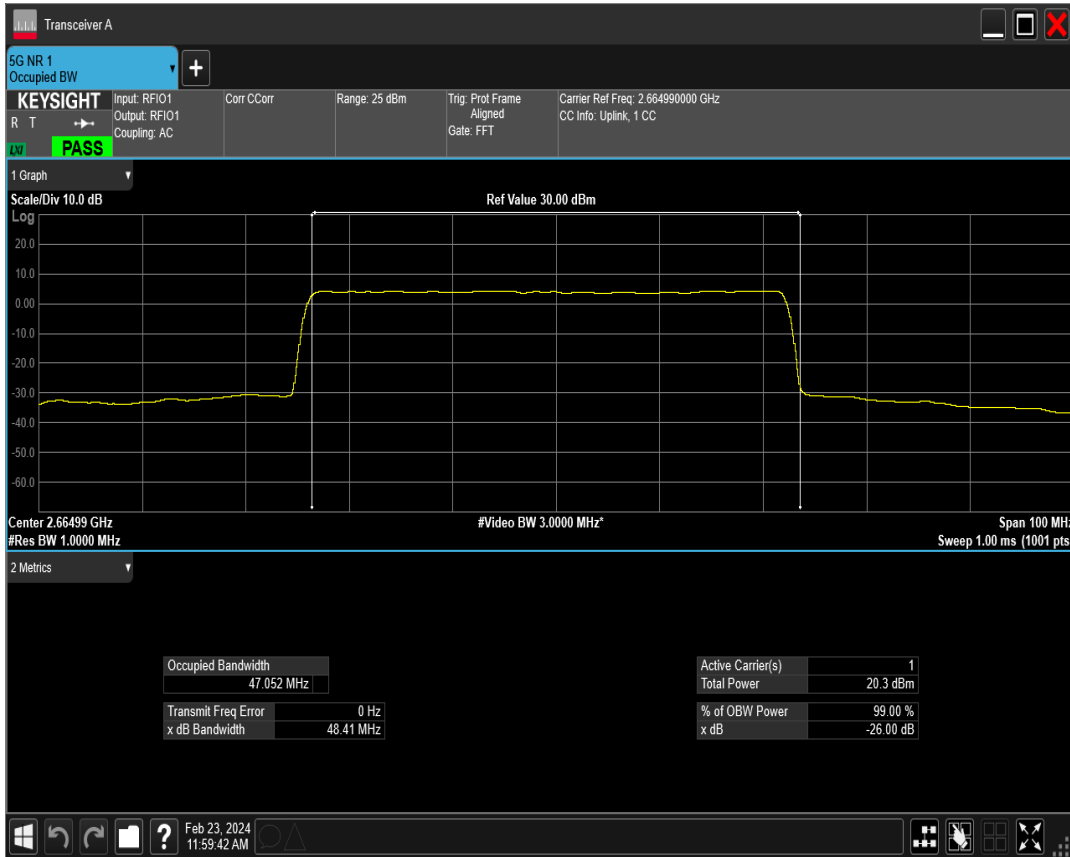 Transceiver A
5G NR 1
Occupied BW
KEYSIGHT
R T
LXI
PASS
Input: RFIO1
Output: RFIO1
Coupling: AC
Corr CCorr
Range: 25 dBm
Trig: Prot Frame
Aligned
Gate: FFT
Carrier Ref Freq: 2.664990000 GHz
CC Info: Uplink, 1 CC
1 Graph
Scale/Div 10.0 dB
Ref Value 30.00 dBm
Log
20.0
10.0
0.00
-10.0
-20.0
-30.0
-40.0
-50.0
-60.0
Center 2.66499 GHz
#Video BW 3.0000 MHz*
Span 100 MHz
#Res BW 1.0000 MHz
Sweep 1.00 ms (1001 pts
2 Metrics
Occupied Bandwidth
47.052 MHz
Transmit Freq Error 0 Hz
x dB Bandwidth 48.41 MHz
Active Carrier(s) 1
Total Power 20.3 dBm
% of OBW Power 99.00 %
x dB -26.00 dB
?
Feb 23, 2024
11:59:42 AM